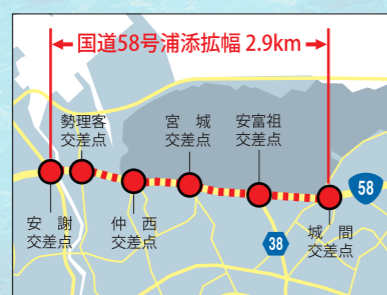 国道58号浦添拡幅 2.9km
勢理客
交差点
宮 城
交差点
安富祖
交差点
58
安 謝
交差点
仲 西
交差点
38
城 間
交差点